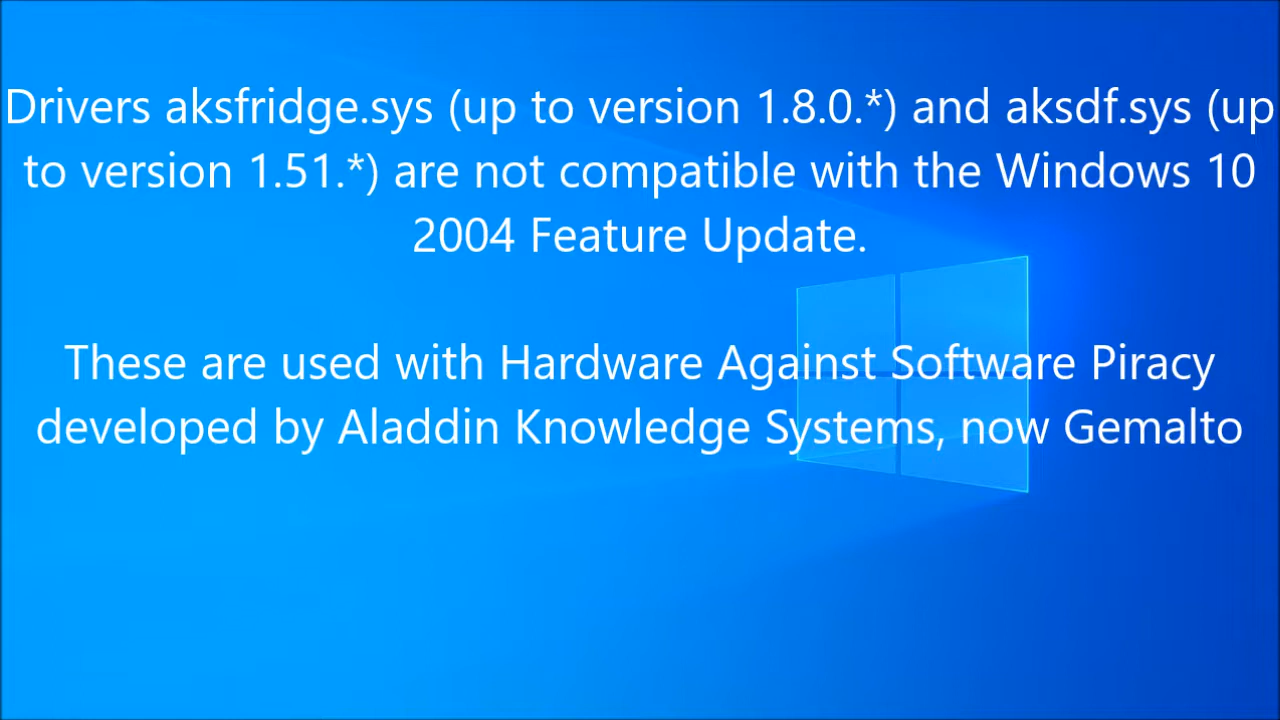 Drivers aksfridge.sys (up to version 1.8.0.*) and aksdf.sys (up
to version 1.51.*) are not compatible with the Windows 10
2004 Feature Update.
These are used with Hardware Against Software Piracy
developed by Aladdin Knowledge Systems, now Gemalto